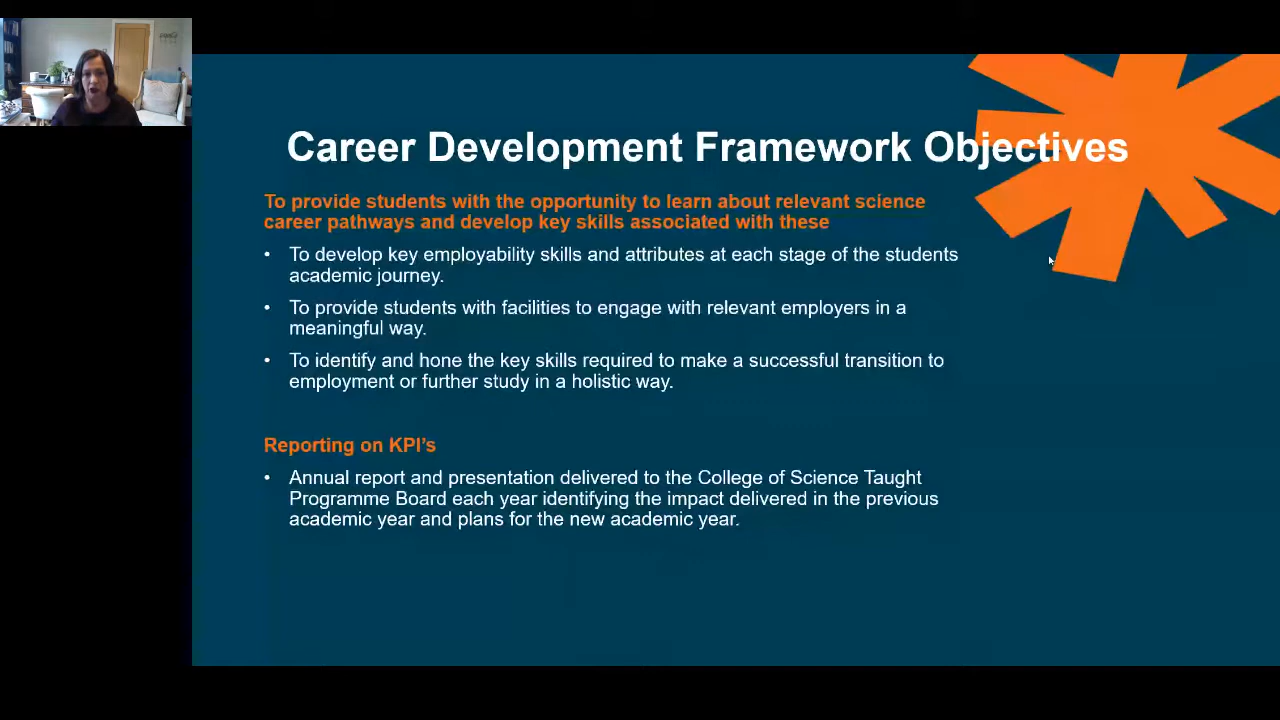 Career Development Framework Objectives
To provide students with the opportunity to learn about relevant science
career pathways and develop key skills associated with these
• To develop key employability skills and attributes at each stage of the students
academic journey.
• To provide students with facilities to engage with relevant employers in a
meaningful way.
• To identify and hone the key skills required to make a successful transition to
employment or further study in a holistic way.
Reporting on KPI’s
• Annual report and presentation delivered to the College of Science Taught
Programme Board each year identifying the impact delivered in the previous
academic year and plans for the new academic year.